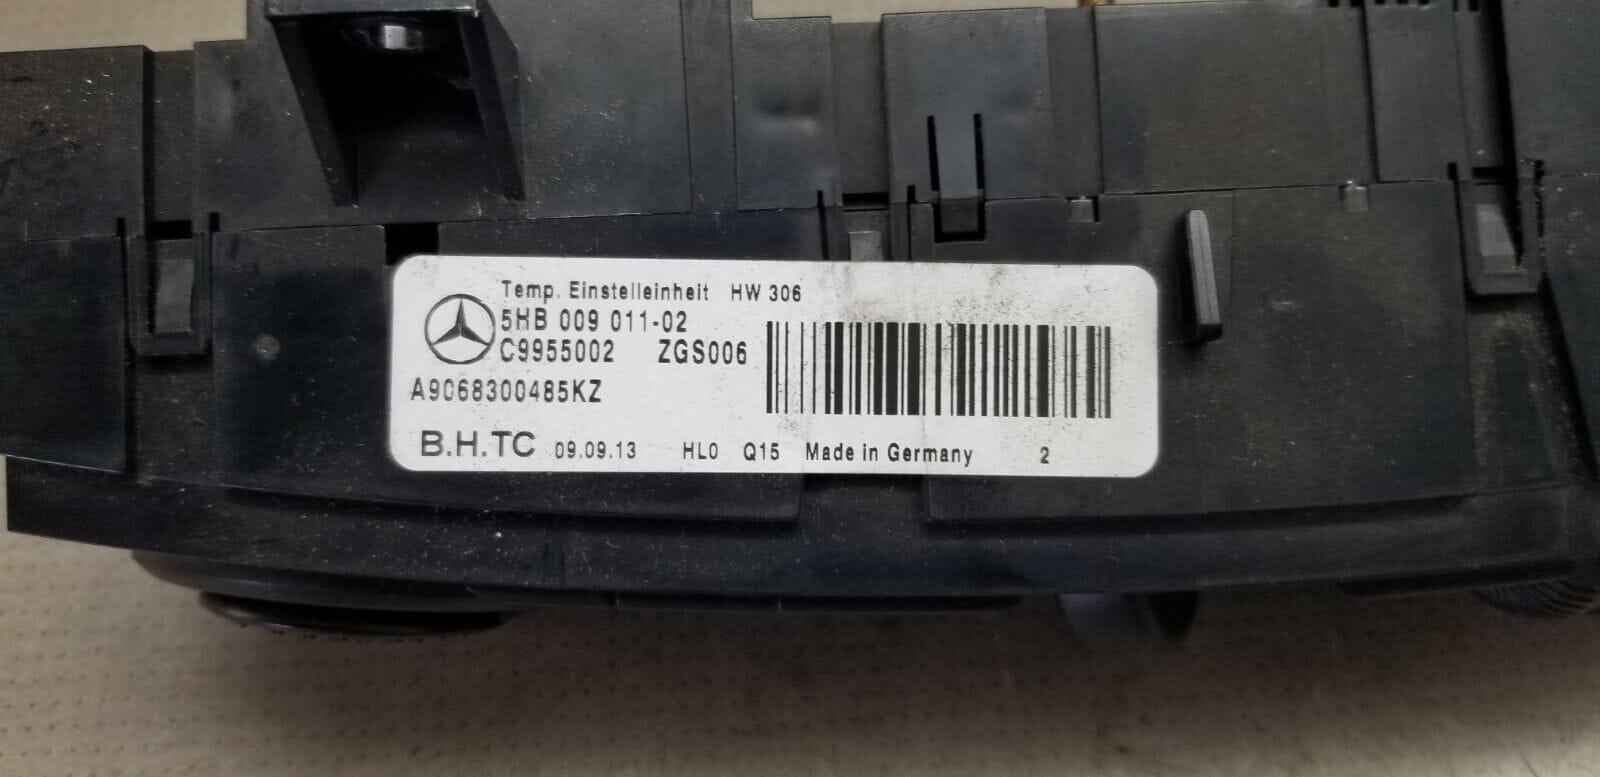 Temp. Einstelleinheit HW 306
5HB 009 011-02
C9955002 ZGS006
A9068300485KZ
B.H.TC 09.09.13 HL0 Q15 Made in Germany 2